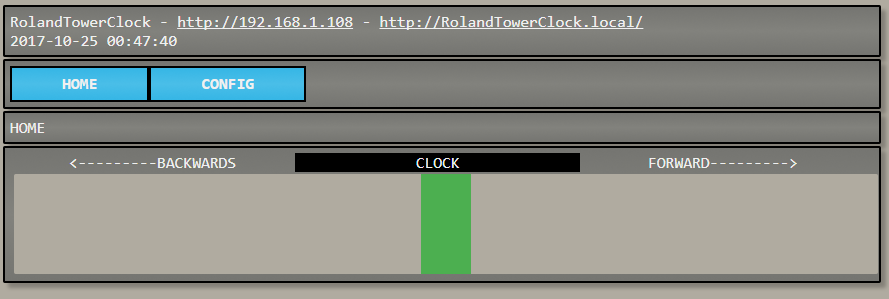 RolandTowerClock - http://192.168.1.108 - http://RolandTowerClock.local/
2017-10-25 00:47:40
HOME CONFIG
HOME
<---------BACKWARDS CLOCK FORWARD--------->